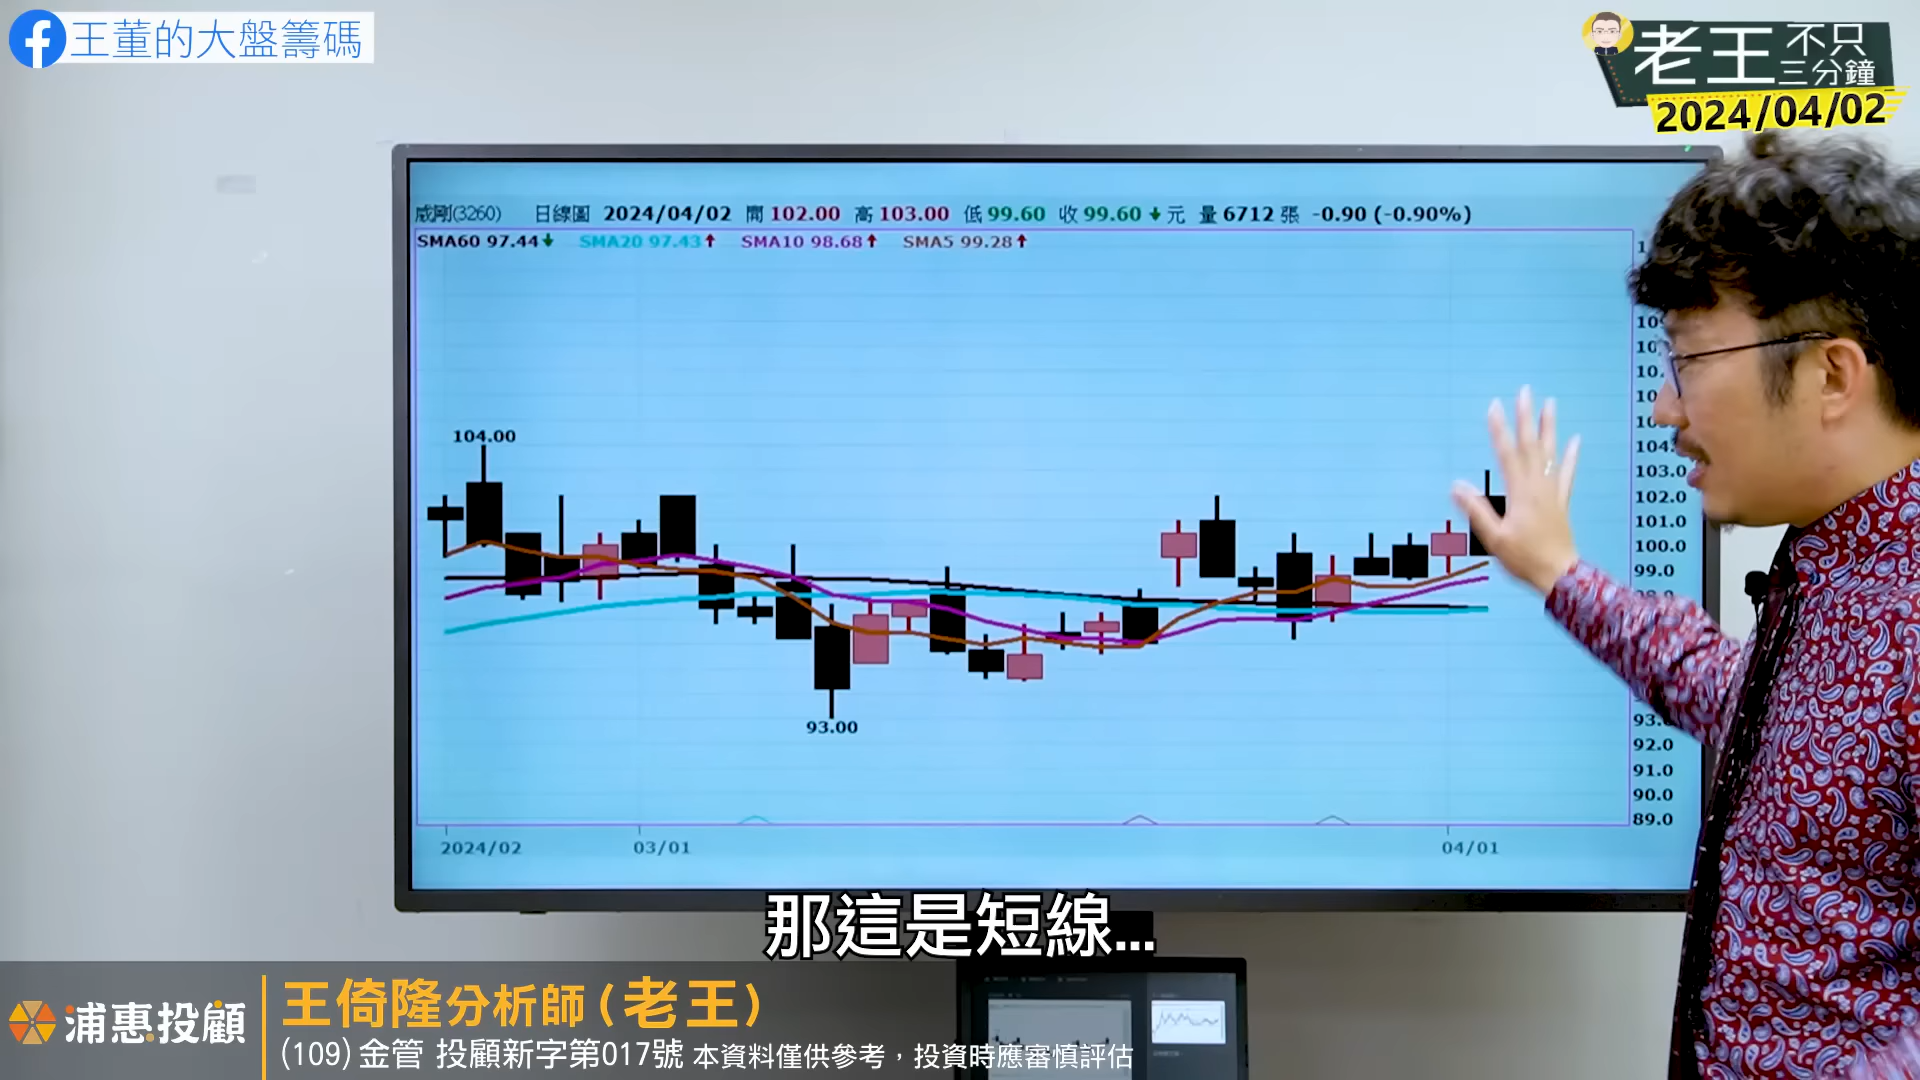 王董的大盤籌碼
老王 不只三分鐘
2024/04/02
威剛(3260) 日線圖 2024/04/02 開 102.00 高 103.00 低 99.60 收 99.60 ↓ 元 量 6712 張 -0.90 (-0.90%)
SMA60 97.44↓ SMA20 97.43↑ SMA10 98.68↑ SMA5 99.28↑
104.00
103.0
102.0
101.0
100.0
99.0
93.00
92.0
91.0
90.0
89.0
2024/02 03/01 04/01
那這是短線...
浦惠投顧
王倚隆分析師(老王)
(109) 金管 投顧新字第017號 本資料僅供參考，投資時應審慎評估